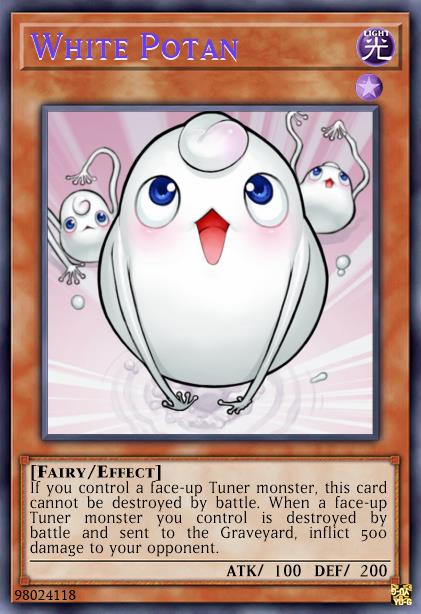 White Potan
LIGHT
光
[Fairy/Effect]
If you control a face-up Tuner monster, this card
cannot be destroyed by battle. When a face-up
Tuner monster you control is destroyed by
battle and sent to the Graveyard, inflict 500
damage to your opponent.
ATK/ 100 DEF/ 200
98024118